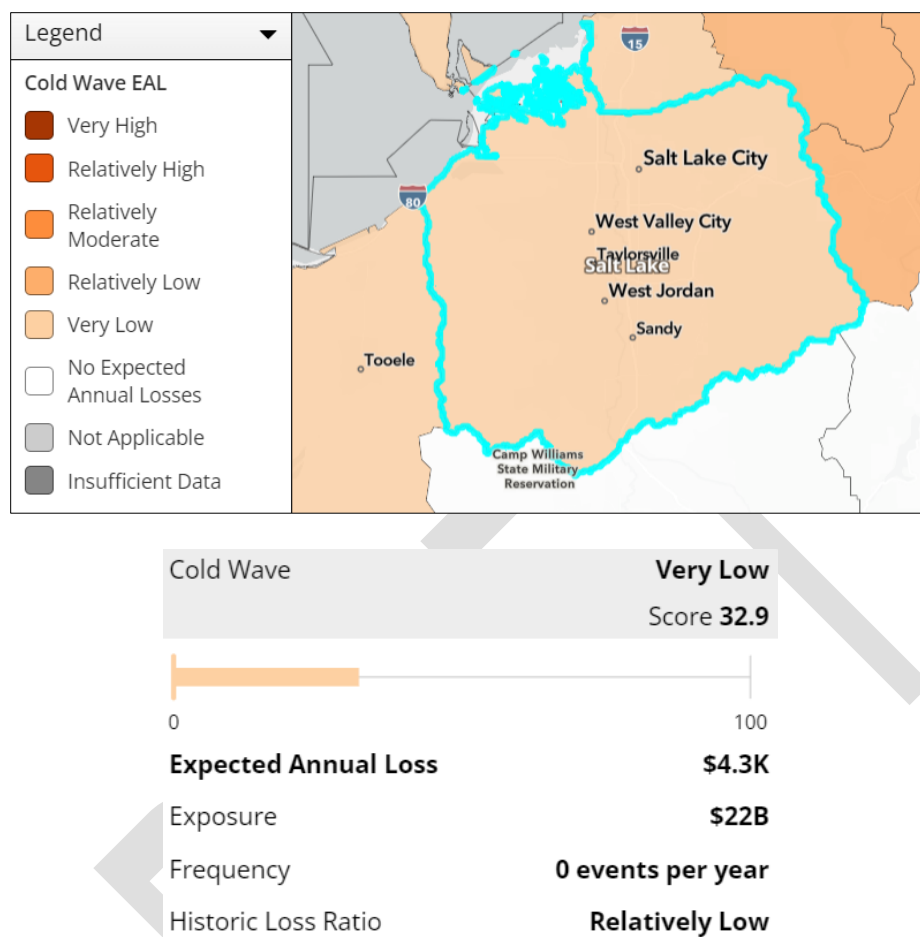 Legend
Cold Wave EAL
Very High
Relatively High
Relatively
Moderate
Relatively Low
Very Low
No Expected
Annual Losses
Not Applicable
Insufficient Data
15
Salt Lake City
80
West Valley City
Taylorsville
Salt Lake
West Jordan
Sandy
Tooele
Camp Williams
State Military
Reservation
Cold Wave Very Low
Score 32.9
0 100
Expected Annual Loss $4.3K
Exposure $22B
Frequency 0 events per year
Historic Loss Ratio Relatively Low